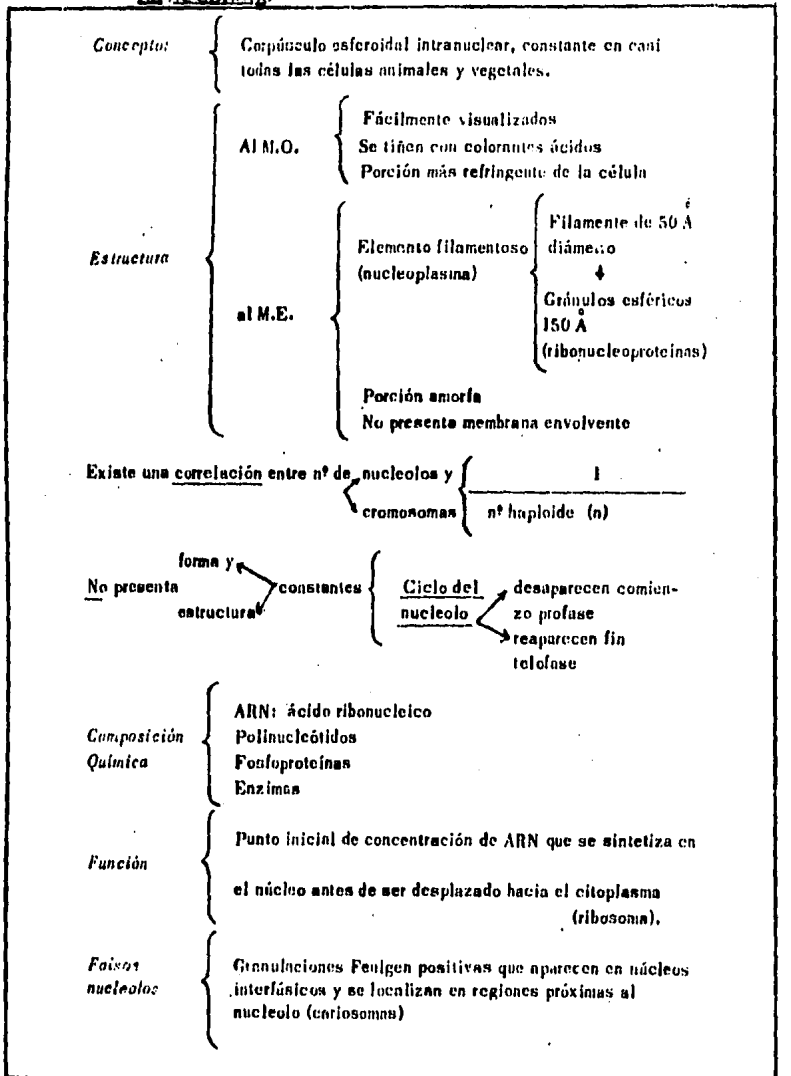 Concepto:
Corpúsculo esferoidal intranuclear, constante en casi
todas las células animales y vegetales.
Estructura
Al M.O.
Fácilmente visualizados
Se tiñen con colorantes ácidos
Porción más refringente de la célula
al M.E.
Elemento filamentoso
(nucleoplasma)
Filamente de 50 Å
diámetro
Gránulos esféricos
150 Å
(ribonucleoproteínas)
Porción amorfa
No presenta membrana envolvente
Existe una correlación entre nº de nucleolos y
cromosomas
1
nº haploide (n)
No presenta
forma y
estructura
constantes
Ciclo del
nucleolo
desaparecen comien-
zo profase
reaparecen fin
telofase
Composición
Química
ARN: ácido ribonucleico
Polinucleótidos
Fosfoproteínas
Enzimas
Función
Punto inicial de concentración de ARN que se sintetiza en
el núcleo antes de ser desplazado hacia el citoplasma
(ribosoma).
Falsos
nucleolos
Granulaciones Feulgen positivas que aparecen en núcleos
interfásicos y se localizan en regiones próximas al
nucleolo (cariosomas)